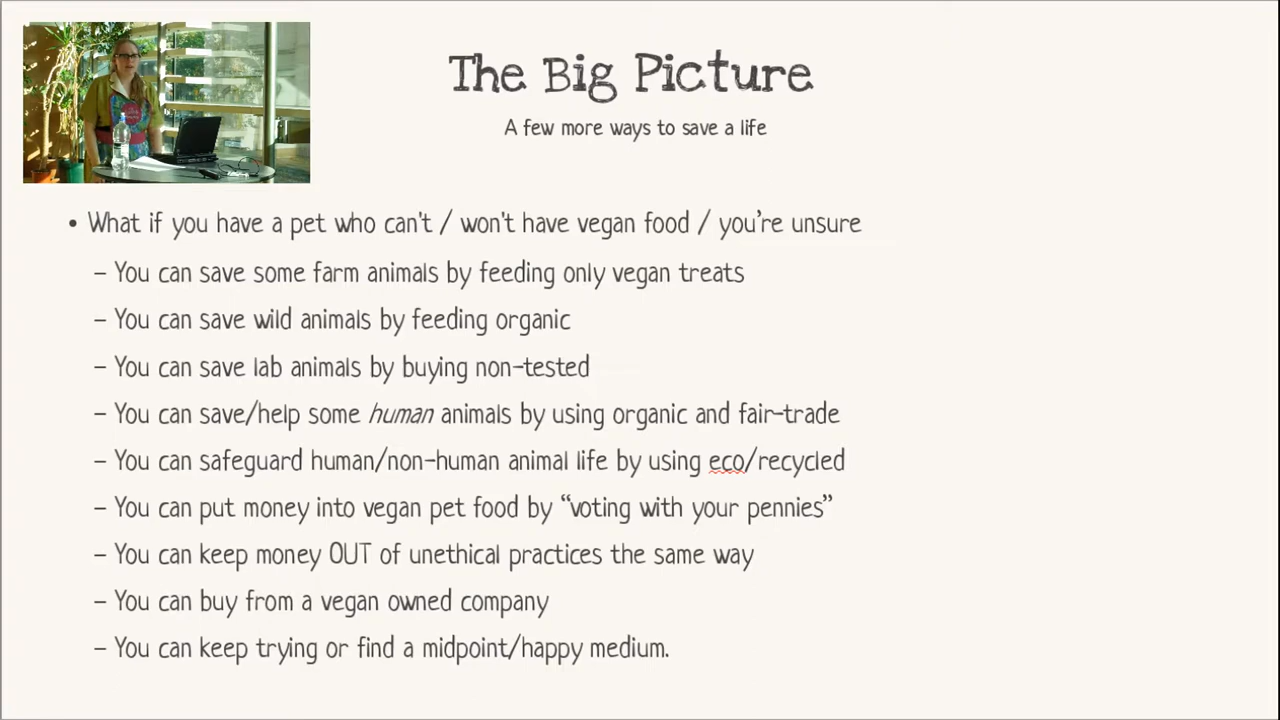 The Big Picture
A few more ways to save a life
• What if you have a pet who can't / won't have vegan food / you're unsure
– You can save some farm animals by feeding only vegan treats
– You can save wild animals by feeding organic
– You can save lab animals by buying non-tested
– You can save/help some human animals by using organic and fair-trade
– You can safeguard human/non-human animal life by using eco/recycled
– You can put money into vegan pet food by “voting with your pennies”
– You can keep money OUT of unethical practices the same way
– You can buy from a vegan owned company
– You can keep trying or find a midpoint/happy medium.